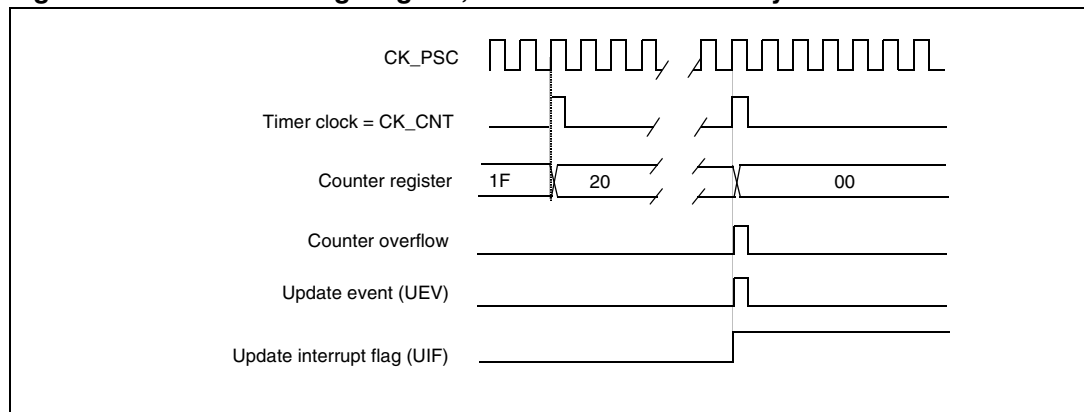 CK_PSC
Timer clock = CK_CNT
Counter register 1F 20 00
Counter overflow
Update event (UEV)
Update interrupt flag (UIF)